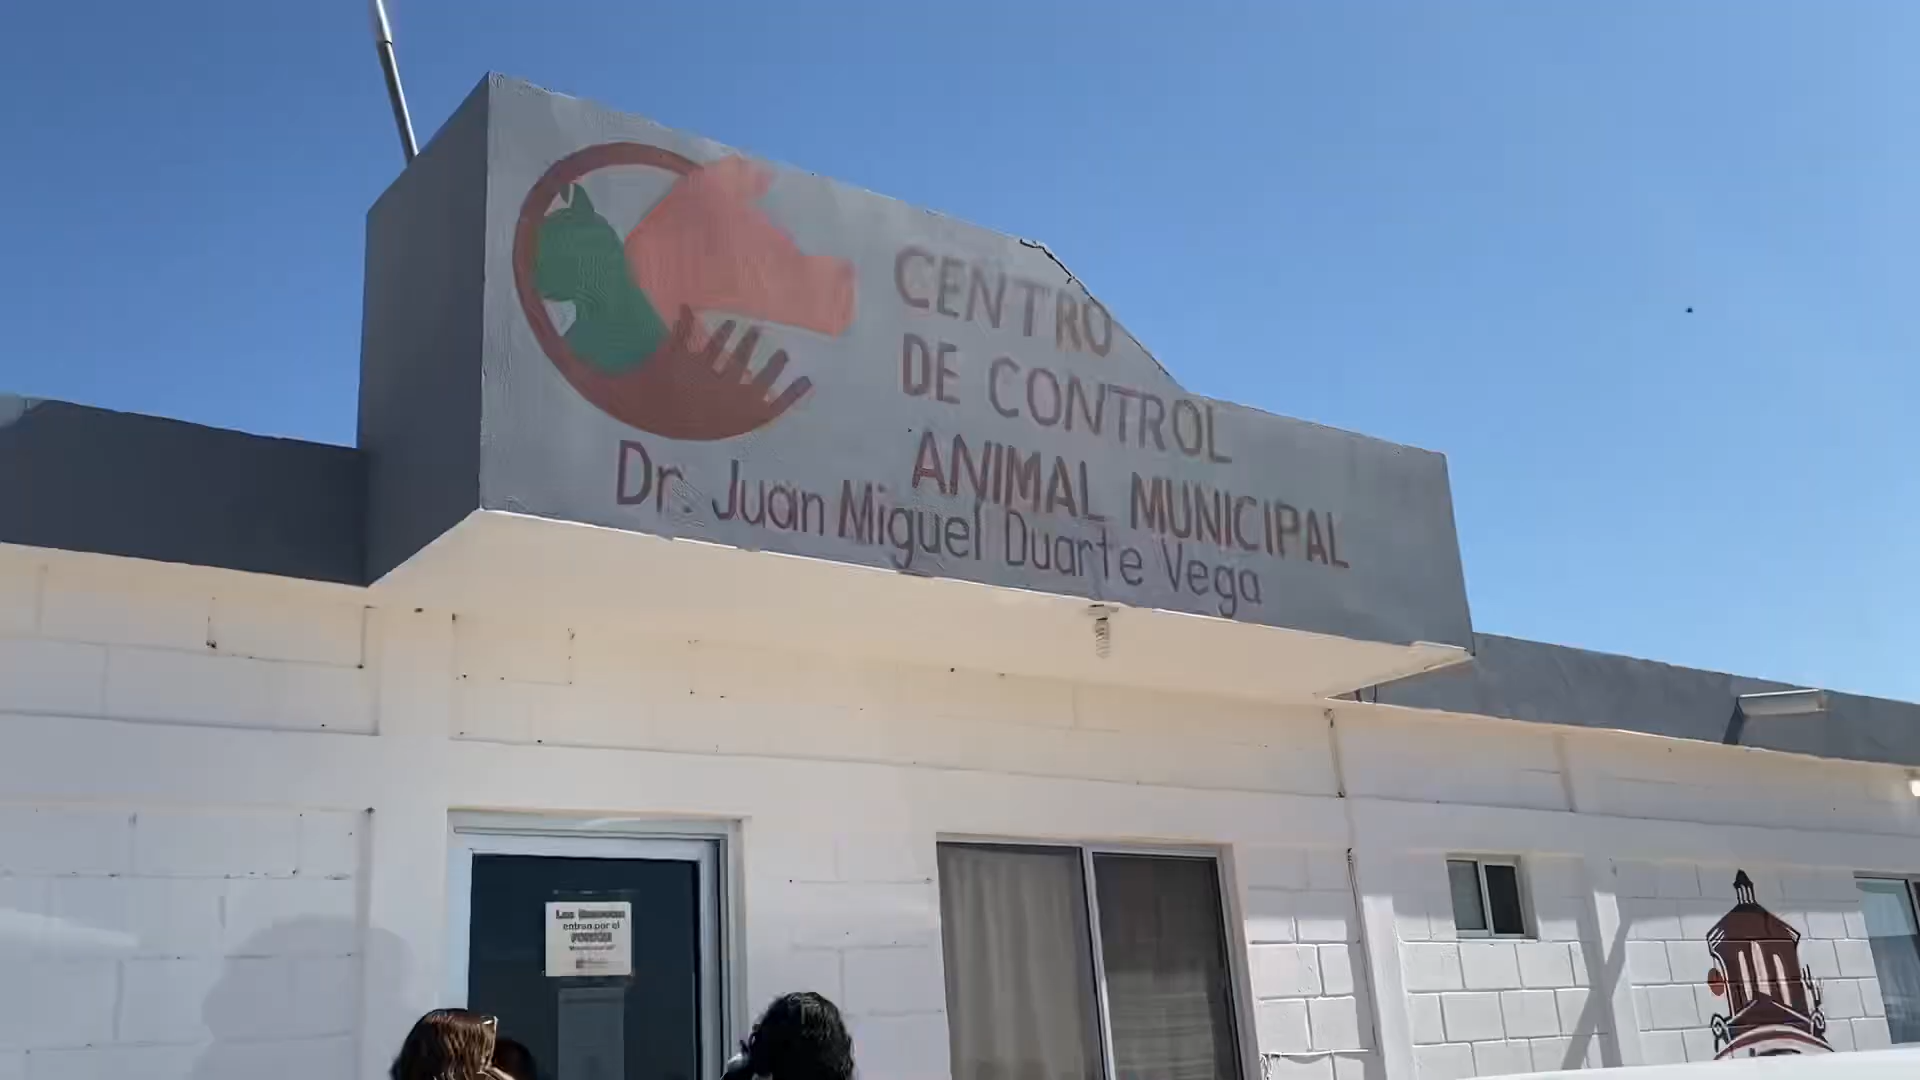 CENTRO
DE CONTROL
ANIMAL MUNICIPAL
Dr. Juan Miguel Duarte Vega
entran por el